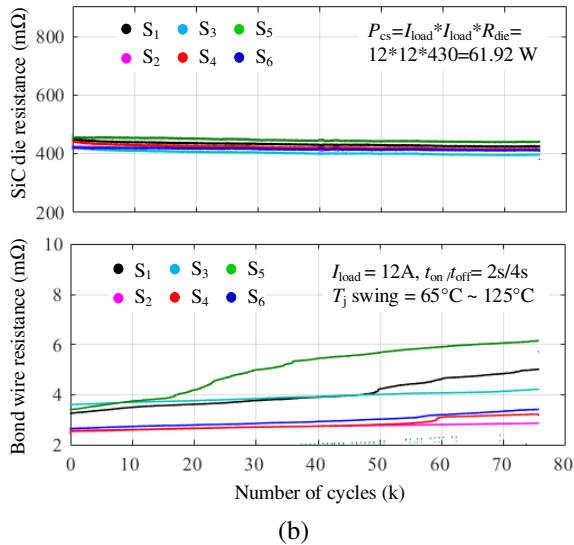 SiC die resistance (mΩ)
800
600
400
200
S1 S3 S5
S2 S4 S6
Pcs=Iload*Iload*Rdie=
12*12*430=61.92 W
Bond wire resistance (mΩ)
10
8
6
4
2
S1 S3 S5
S2 S4 S6
Iload = 12A, ton/toff= 2s/4s
Tj swing = 65°C ~ 125°C
0 10 20 30 40 50 60 70 80
Number of cycles (k)
(b)